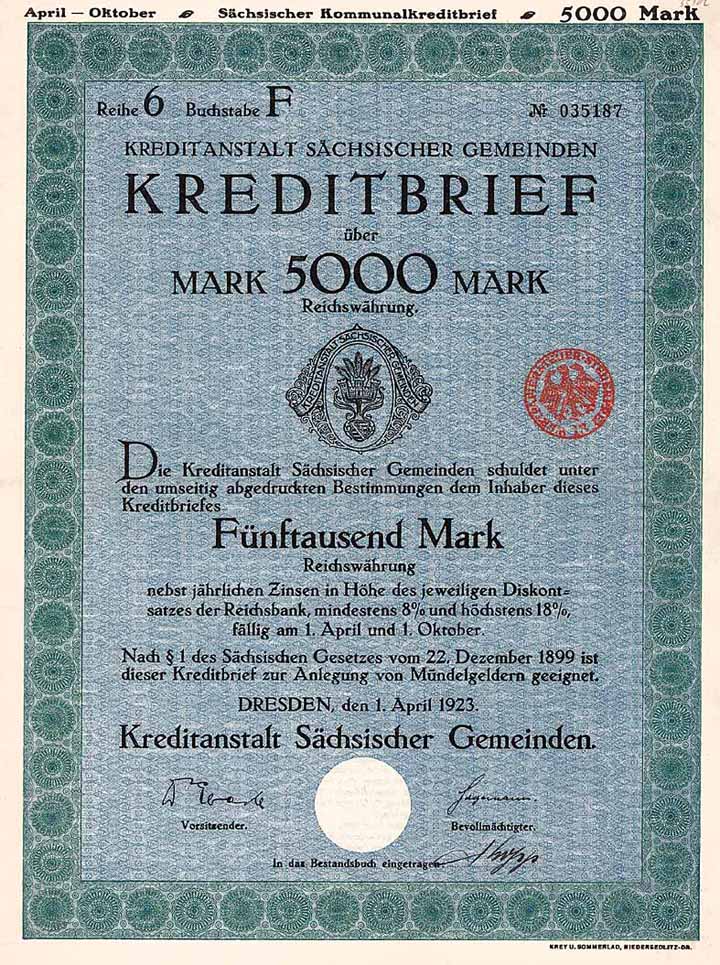 April — Oktober Sächsischer Kommunalkreditbrief 5000 Mark
Reihe 6 Buchstabe F № 035187
KREDITANSTALT SÄCHSISCHER GEMEINDEN
KREDITBRIEF
über
MARK 5000 MARK
Reichswährung.
KREDITANSTALT SÄCHSISCHER GEMEINDEN
Die Kreditanstalt Sächsischer Gemeinden schuldet unter
den umseitig abgedruckten Bestimmungen dem Inhaber dieses
Kreditbriefes
Fünftausend Mark
Reichswährung
nebst jährlichen Zinsen in Höhe des jeweiligen Diskont=
satzes der Reichsbank, mindestens 8% und höchstens 18%,
fällig am 1. April und 1. Oktober.
Nach § 1 des Sächsischen Gesetzes vom 22. Dezember 1899 ist
dieser Kreditbrief zur Anlegung von Mündelgeldern geeignet.
DRESDEN, den 1. April 1923.
Kreditanstalt Sächsischer Gemeinden.
Vorsitzender. Bevollmächtigter.
In das Bestandsbuch eingetragen:
KREY U. SOMMERLAD, NIEDERSEDLITZ-DR.